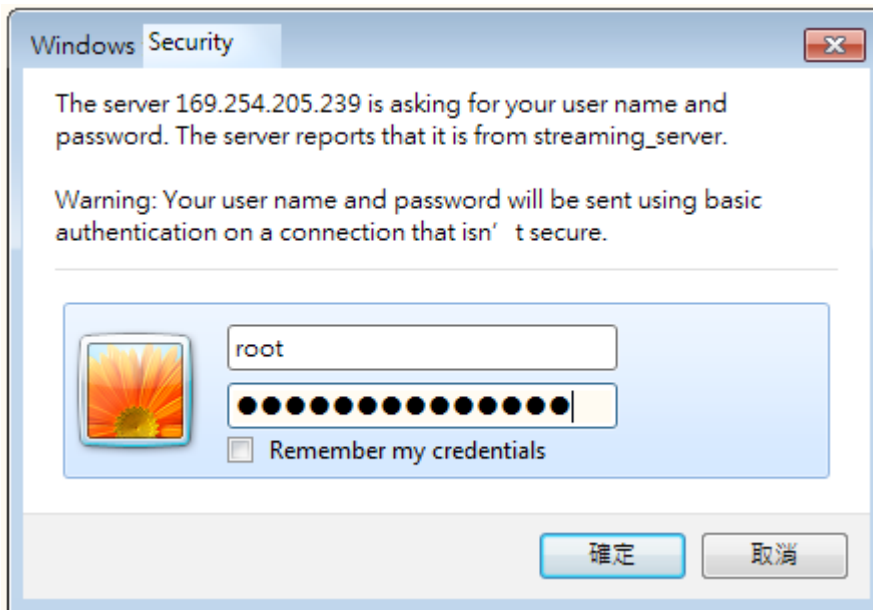 Windows Security
The server 169.254.205.239 is asking for your user name and
password. The server reports that it is from streaming_server.
Warning: Your user name and password will be sent using basic
authentication on a connection that isn’ t secure.
root
●●●●●●●●●●●●●●
Remember my credentials
確定 取消